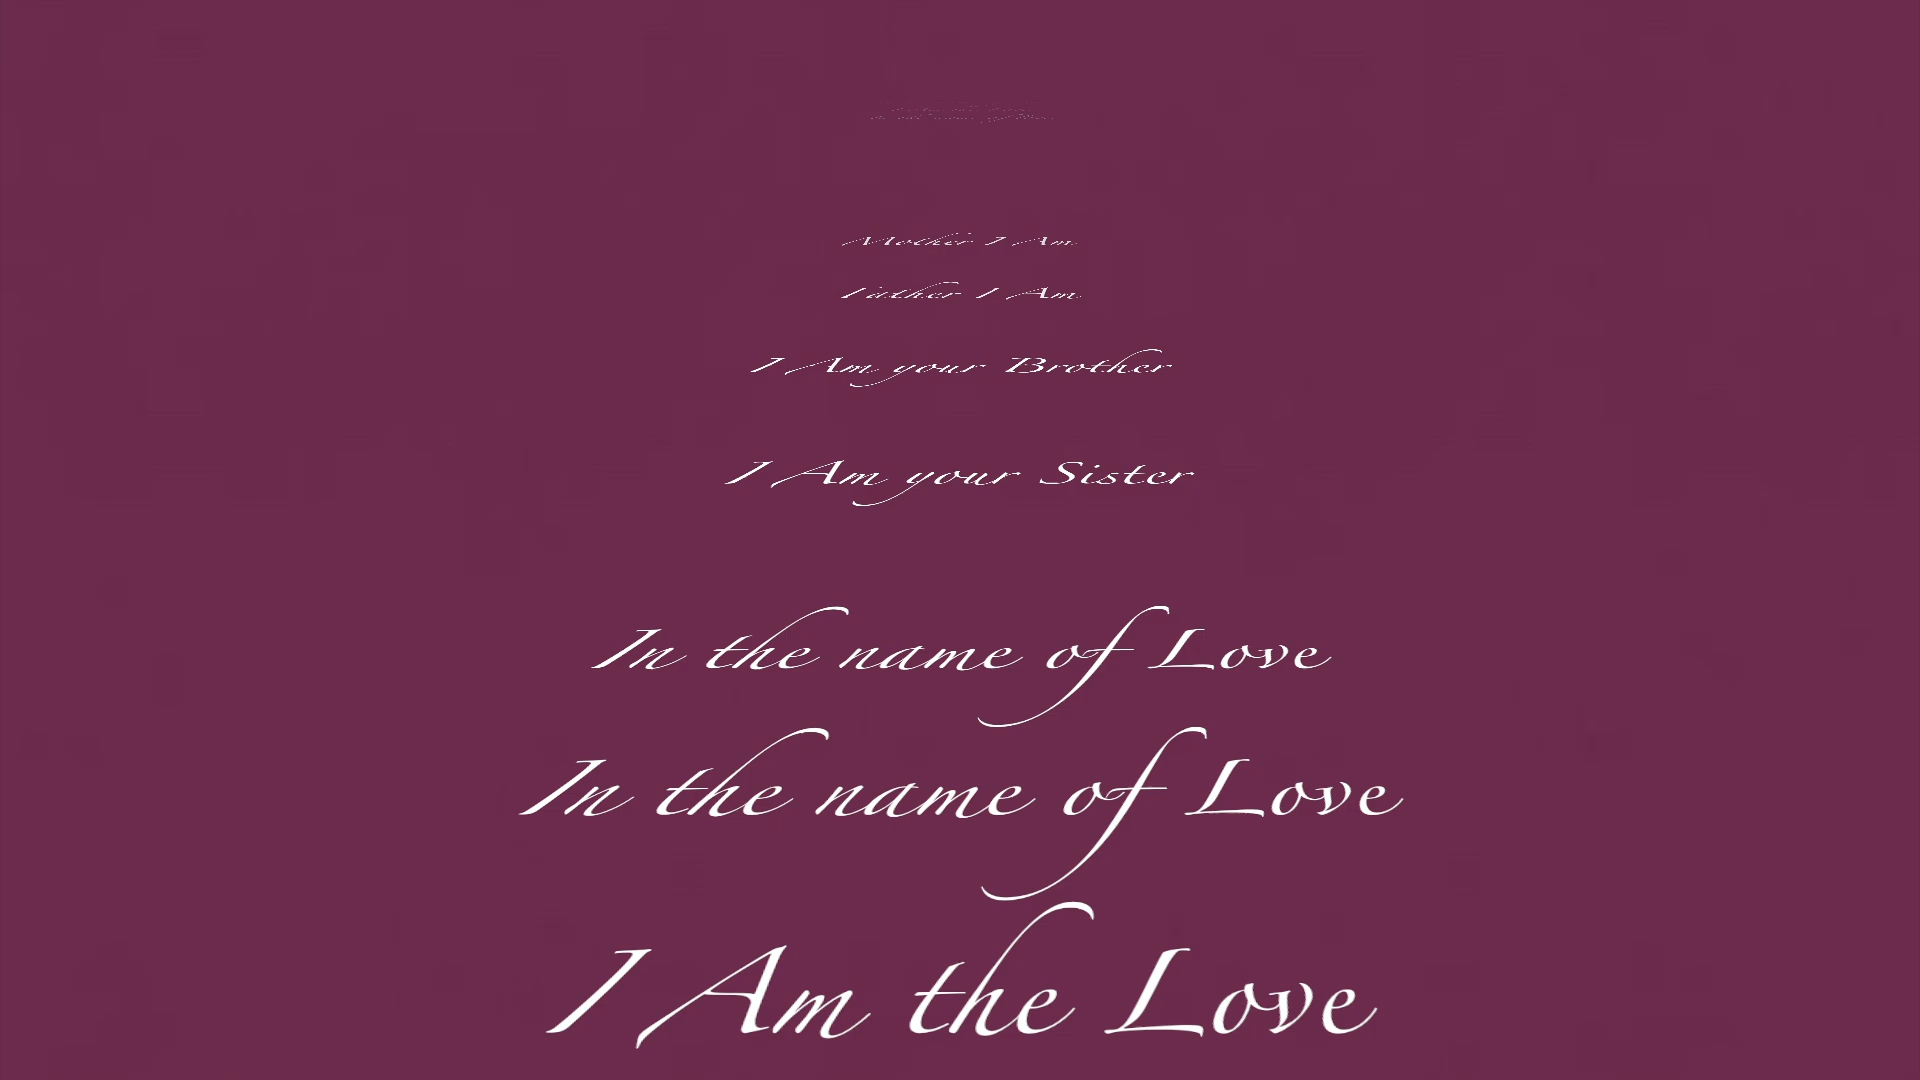 Mother I Am
Father I Am
I Am your Brother
I Am your Sister
In the name of Love
In the name of Love
I Am the Love